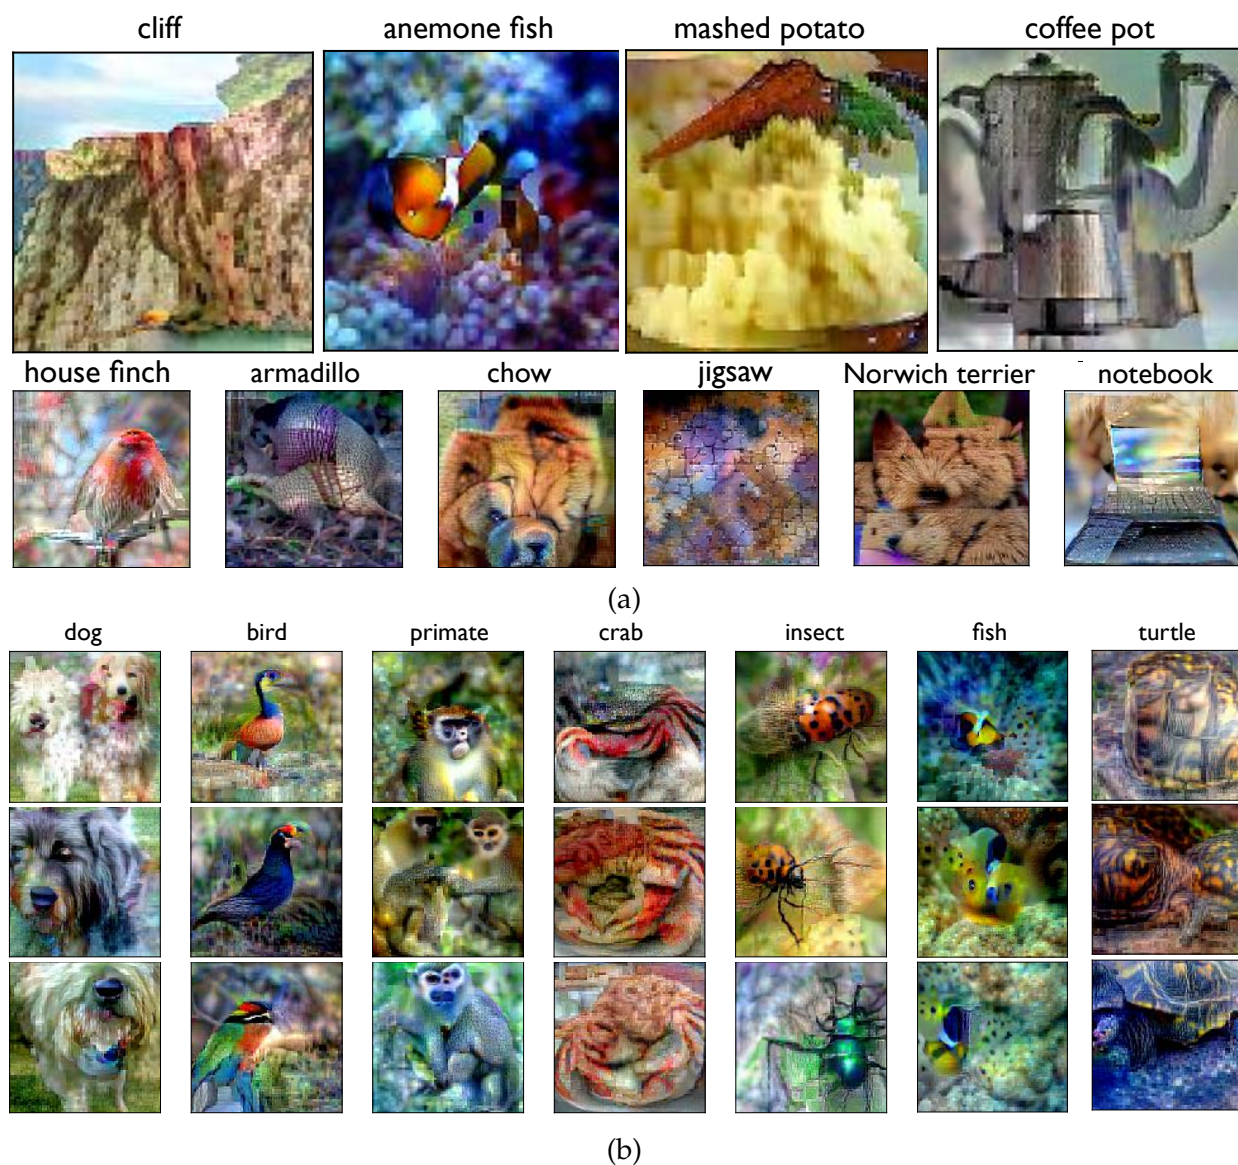 cliff anemone fish mashed potato coffee pot
house finch armadillo chow jigsaw Norwich terrier notebook
(a)
dog bird primate crab insect fish turtle
(b)